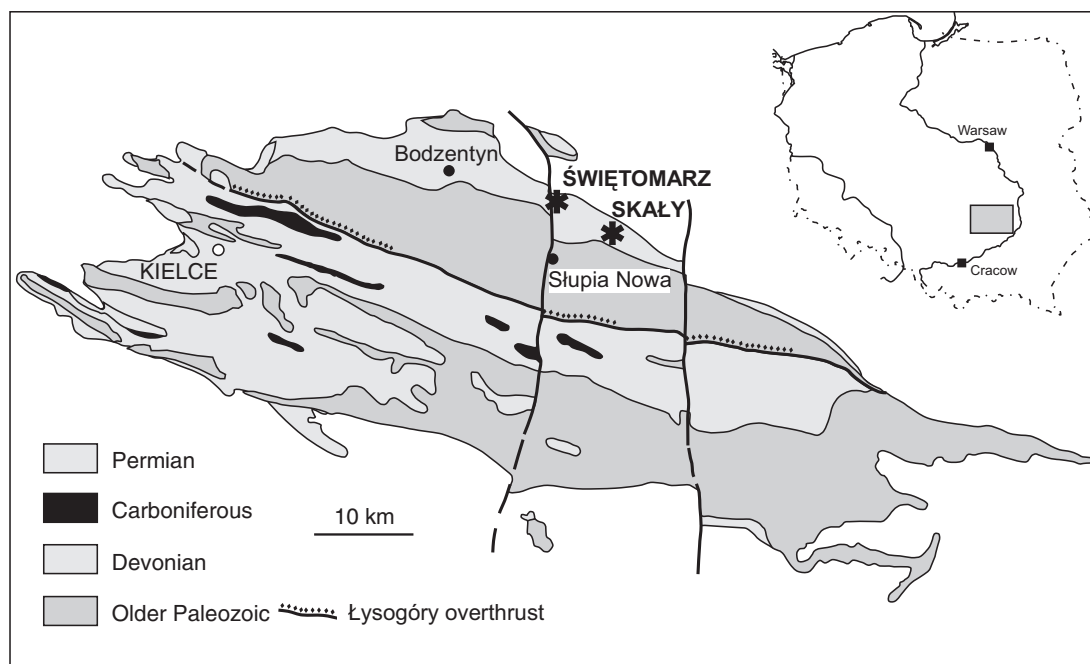 Warsaw
Bodzentyn
ŚWIĘTOMARZ
SKAŁY
KIELCE
Słupia Nowa
Cracow
Permian
Carboniferous
10 km
Devonian
Older Paleozoic
Łysogóry overthrust